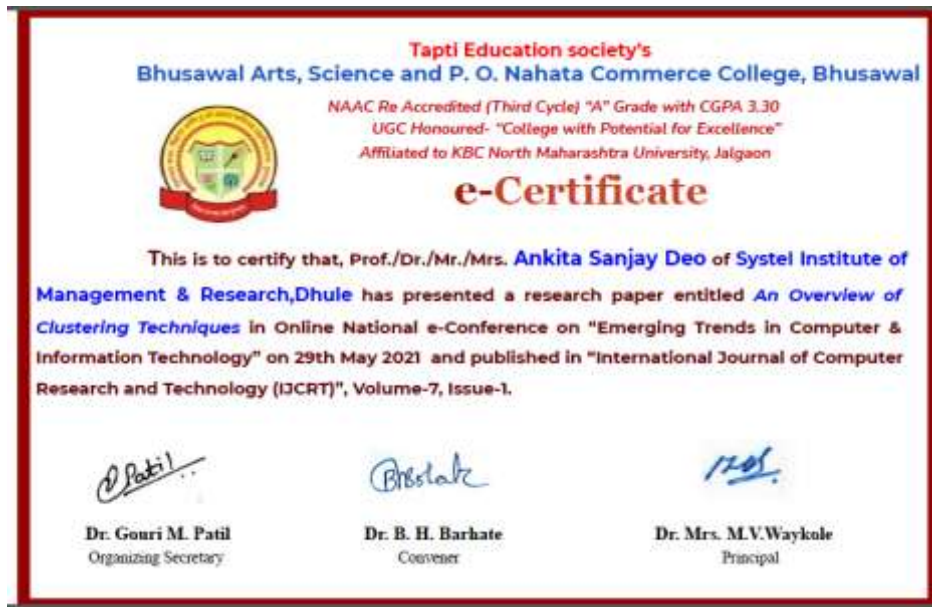 Tapti Education society's
Bhusawal Arts, Science and P. O. Nahata Commerce College, Bhusawal
NAAC Re Accredited (Third Cycle) "A" Grade with CGPA 3.30
UGC Honoured- "College with Potential for Excellence"
Affiliated to KBC North Maharashtra University, Jalgaon
e-Certificate
This is to certify that, Prof./Dr./Mr./Mrs. Ankita Sanjay Deo of Systel Institute of
Management & Research,Dhule has presented a research paper entitled An Overview of
Clustering Techniques in Online National e-Conference on "Emerging Trends in Computer &
Information Technology" on 29th May 2021 and published in "International Journal of Computer
Research and Technology (IJCRT)", Volume-7, Issue-1.
Dr. Gouri M. Patil
Organizing Secretary
Dr. B. H. Barhate
Convener
Dr. Mrs. M.V.Waykole
Principal